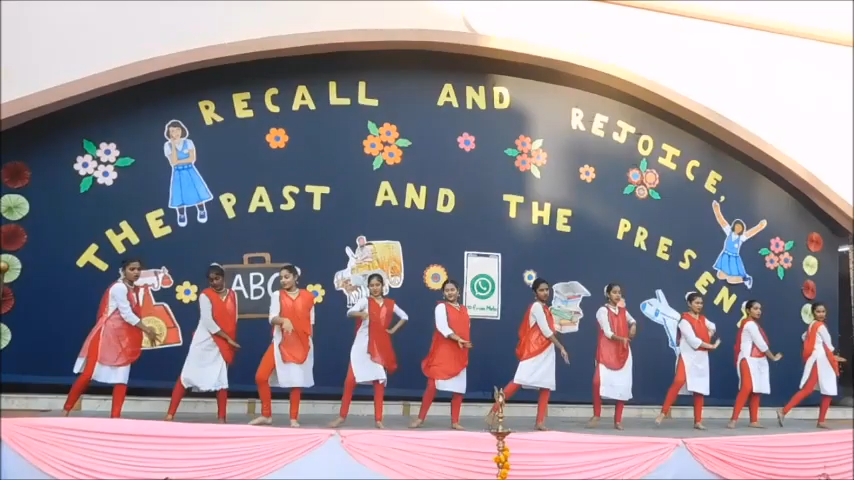 RECALL AND REJOICE,
THE PAST AND THE PRESENT
ABC